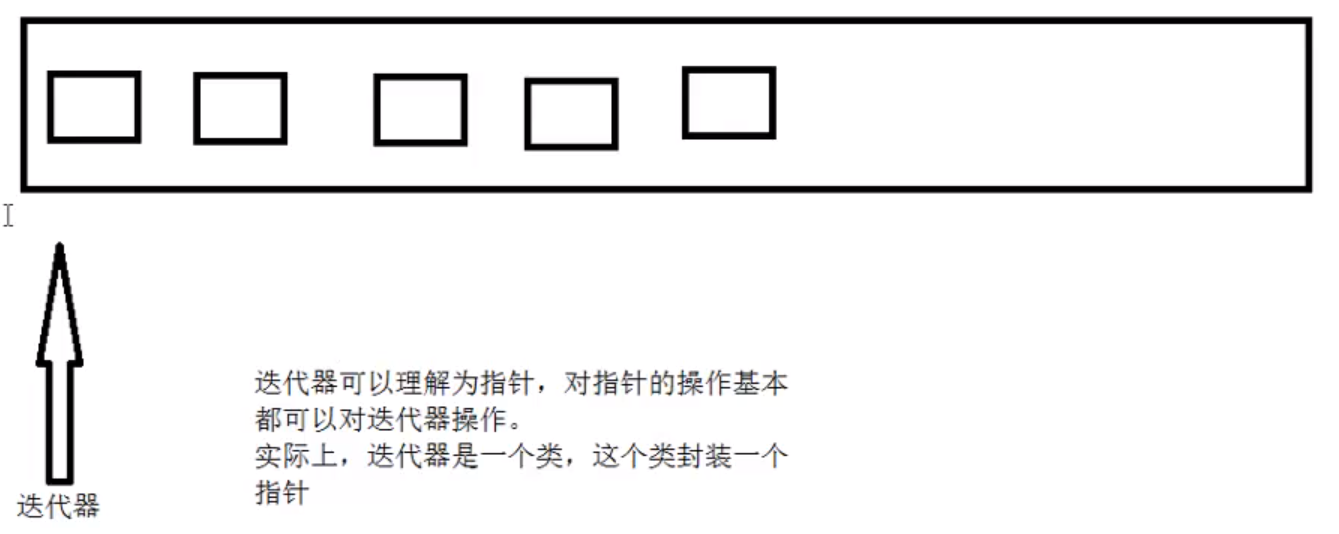 迭代器可以理解为指针，对指针的操作基本
都可以对迭代器操作。
实际上，迭代器是一个类，这个类封装一个
指针
迭代器